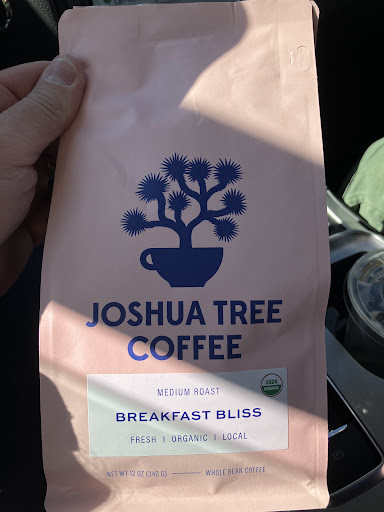 JOSHUA TREE
COFFEE
MEDIUM ROAST
USDA
ORGANIC
BREAKFAST BLISS
FRESH | ORGANIC | LOCAL
NET WT 12 OZ (340 G) WHOLE BEAN COFFEE